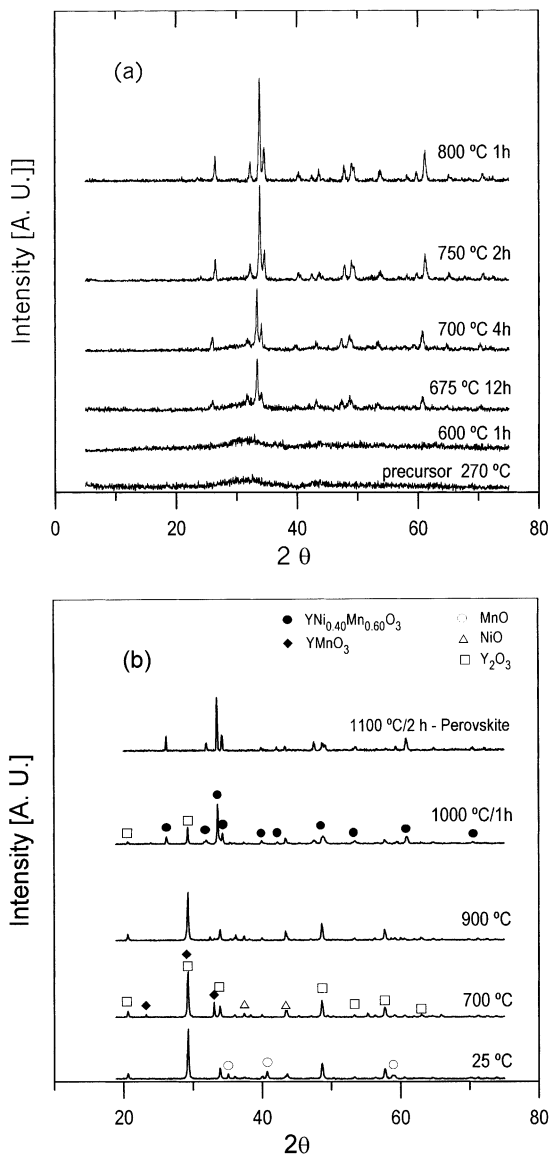 (a)
Intensity [A. U.]]
800 ºC 1h
750 ºC 2h
700 ºC 4h
675 ºC 12h
600 ºC 1h
precursor 270 ºC
0 20 40 60 80
2 θ
(b)
● YNi0.40Mn0.60O3
◆ YMnO3
○ MnO
△ NiO
□ Y2O3
Intensity [A. U.]
1100 ºC/2 h - Perovskite
1000 ºC/1h
900 ºC
700 ºC
25 ºC
20 40 60 80
2θ